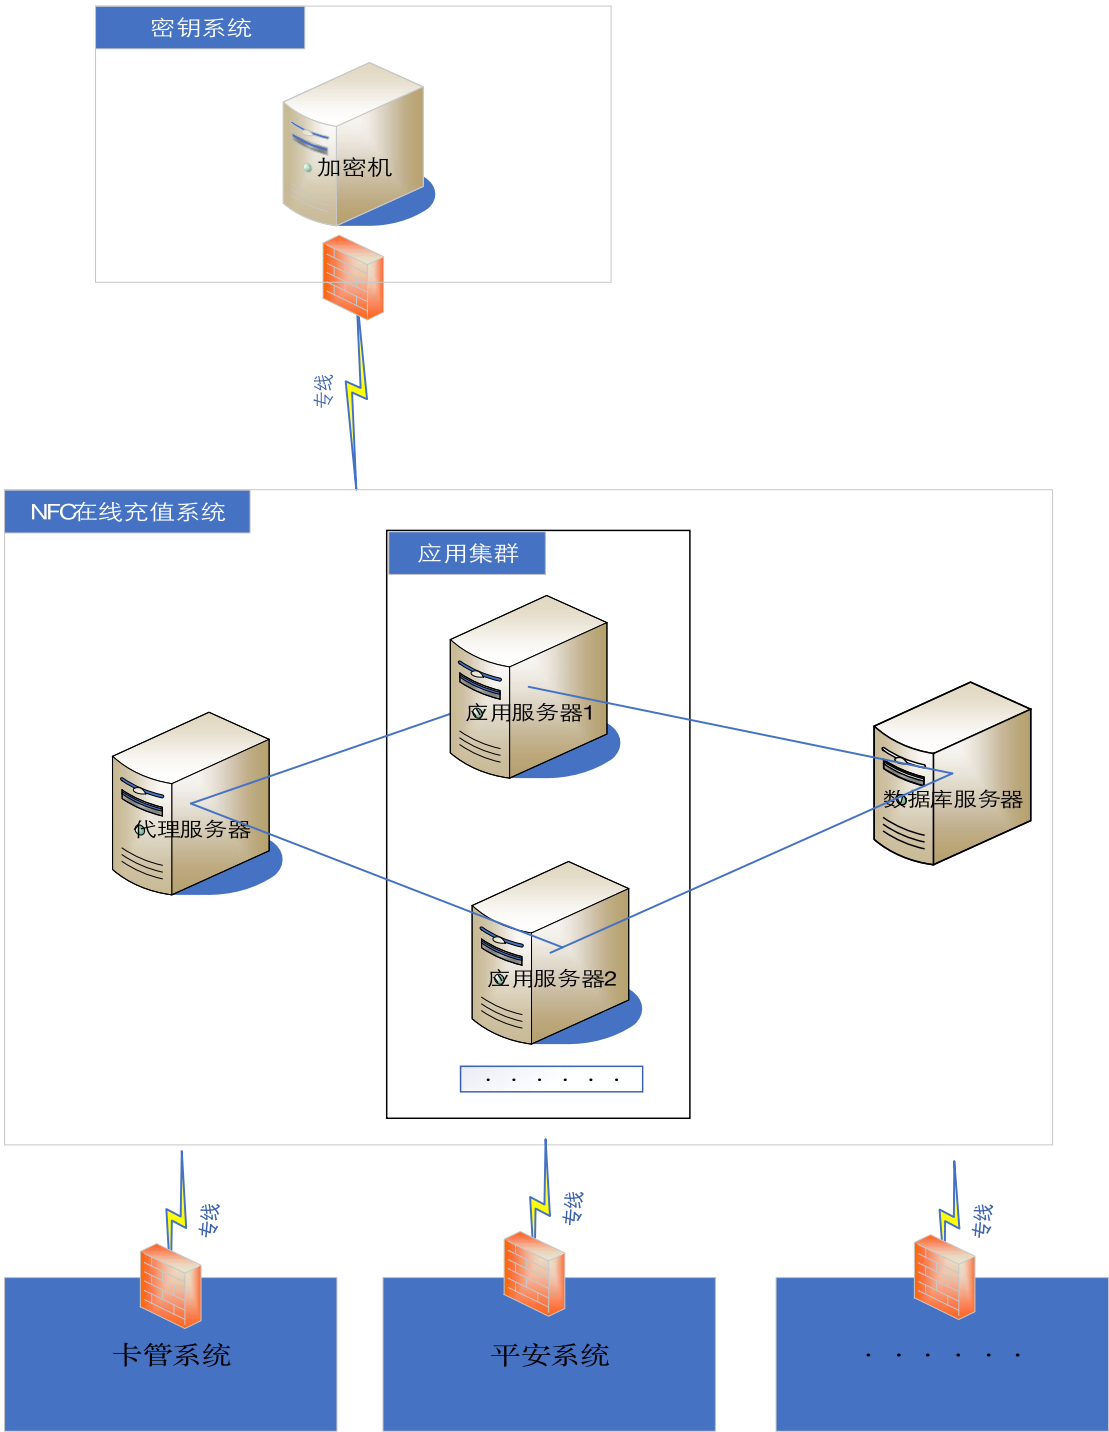 密钥系统
加密机
专线
NFC在线充值系统
应用集群
应用服务器1
代理服务器
数据库服务器
应用服务器2
······
专线
专线
专线
卡管系统
平安系统
······